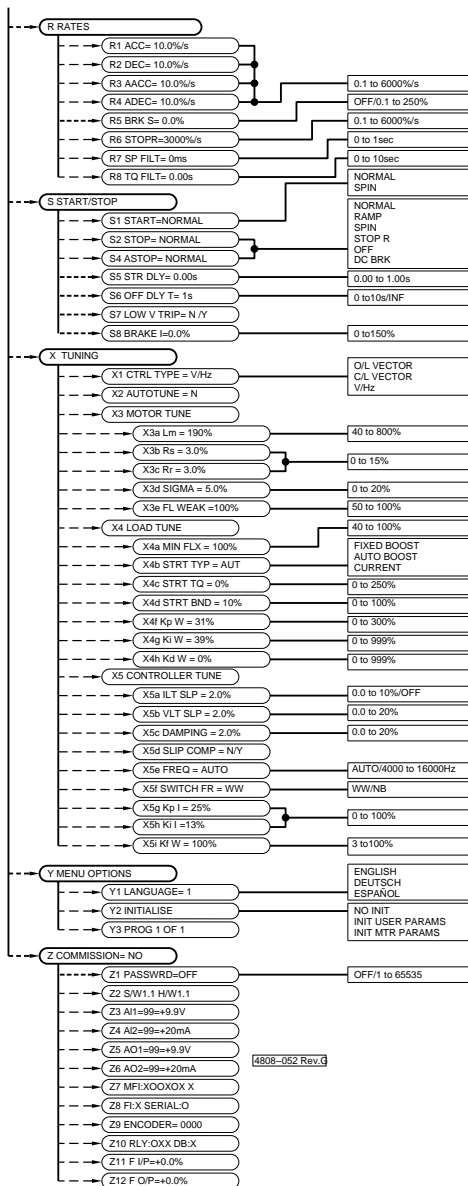 R RATES
R1 ACC= 10.0%/s
R2 DEC= 10.0%/s
R3 AACC= 10.0%/s
R4 ADEC= 10.0%/s
0.1 to 6000%/s
R5 BRK S= 0.0%
OFF/0.1 to 250%
R6 STOPR=3000%/s
0.1 to 6000%/s
R7 SP FILT= 0ms
0 to 1sec
R8 TQ FILT= 0.00s
0 to 10sec
S START/STOP
S1 START=NORMAL
NORMAL
SPIN
S2 STOP= NORMAL
S4 ASTOP= NORMAL
NORMAL
RAMP
SPIN
STOP R
OFF
DC BRK
S5 STR DLY= 0.00s
0.00 to 1.00s
S6 OFF DLY T= 1s
0 to10s/INF
S7 LOW V TRIP= N /Y
S8 BRAKE I=0.0%
0 to150%
X TUNING
X1 CTRL TYPE = V/Hz
O/L VECTOR
C/L VECTOR
V/Hz
X2 AUTOTUNE = N
X3 MOTOR TUNE
X3a Lm = 190%
40 to 800%
X3b Rs = 3.0%
X3c Rr = 3.0%
0 to 15%
X3d SIGMA = 5.0%
0 to 20%
X3e FL WEAK =100%
50 to 100%
X4 LOAD TUNE
X4a MIN FLX = 100%
40 to 100%
X4b STRT TYP = AUT
FIXED BOOST
AUTO BOOST
CURRENT
X4c STRT TQ = 0%
0 to 250%
X4d STRT BND = 10%
0 to 100%
X4f Kp W = 31%
0 to 300%
X4g Ki W = 39%
0 to 999%
X4h Kd W = 0%
0 to 999%
X5 CONTROLLER TUNE
X5a ILT SLP = 2.0%
0.0 to 10%/OFF
X5b VLT SLP = 2.0%
0.0 to 20%
X5c DAMPING = 2.0%
0.0 to 20%
X5d SLIP COMP = N/Y
X5e FREQ = AUTO
AUTO/4000 to 16000Hz
X5f SWITCH FR = WW
WW/NB
X5g Kp I = 25%
X5h Ki I =13%
0 to 100%
X5i Kf W = 100%
3 to100%
Y MENU OPTIONS
Y1 LANGUAGE= 1
ENGLISH
DEUTSCH
ESPAÑOL
Y2 INITIALISE
NO INIT
INIT USER PARAMS
INIT MTR PARAMS
Y3 PROG 1 OF 1
Z COMMISSION= NO
Z1 PASSWRD=OFF
OFF/1 to 65535
Z2 S/W1.1 H/W1.1
Z3 AI1=99=+9.9V
Z4 AI2=99=+20mA
Z5 AO1=99=+9.9V
Z6 AO2=99=+20mA
4808–052 Rev.G
Z7 MFI:XOOXOX X
Z8 FI:X SERIAL:O
Z9 ENCODER= 0000
Z10 RLY:OXX DB:X
Z11 F I/P=+0.0%
Z12 F O/P=+0.0%